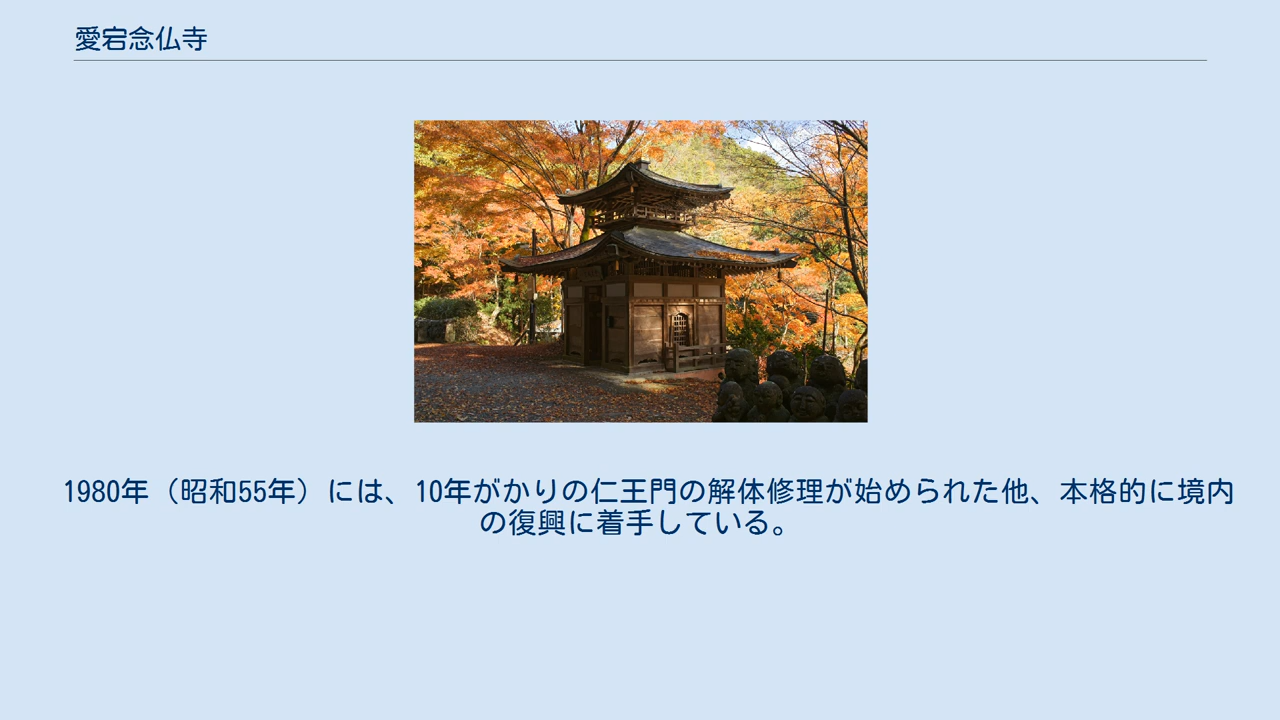 愛宕念仏寺
1980年（昭和55年）には、10年がかりの仁王門の解体修理が始められた他、本格的に境内
の復興に着手している。